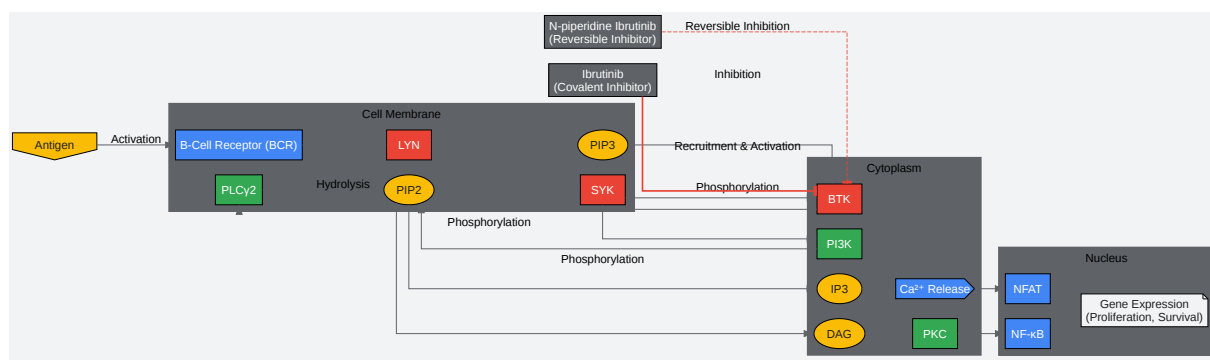 N-piperidine Ibrutinib
(Reversible Inhibitor)
Reversible Inhibition
Ibrutinib
(Covalent Inhibitor)
Inhibition
Cell Membrane
Antigen
Activation
B-Cell Receptor (BCR)
LYN
PIP3
Recruitment & Activation
Cytoplasm
PLCγ2
Hydrolysis
PIP2
SYK
Phosphorylation
BTK
Phosphorylation
PI3K
Phosphorylation
Nucleus
IP3
Ca²⁺ Release
NFAT
Gene Expression
(Proliferation, Survival)
DAG
PKC
NF-κB